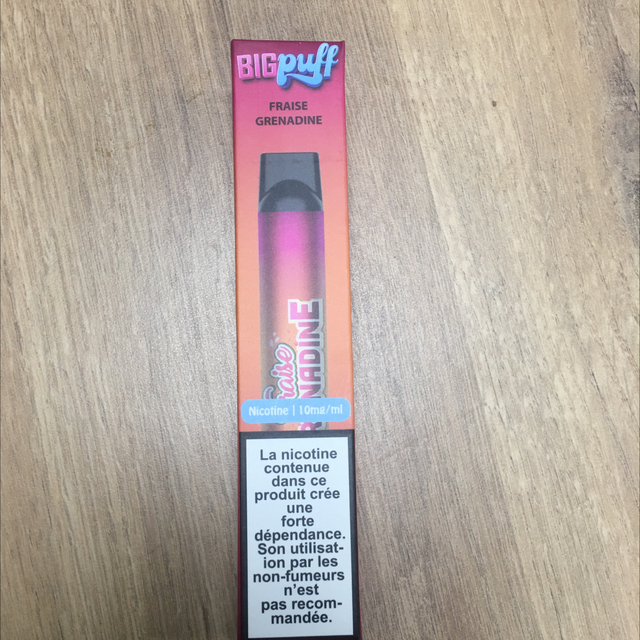 BIGpuff
FRAISE
GRENADINE
Fraise
GRENADINE
Nicotine | 10mg/ml
La nicotine
contenue
dans ce
produit crée
une
forte
dépendance.
Son utilisat-
ion par les
non-fumeurs
n'est
pas recom-
mandée.